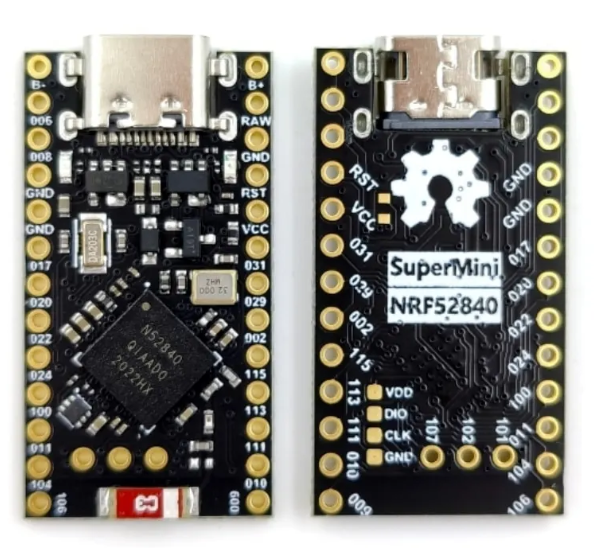 B+
006
008
GND
GND
017
020
022
024
100
011
104
106
B+
RAW
GND
RST
VCC
031
029
002
115
113
111
010
009
DA203C
32.000
MHZ
N52840
QIAAD0
2022HX
C3
RST
VCC
031
029
002
115
113
111
010
009
GND
GND
017
020
022
024
100
011
104
106
SuperMini
NRF52840
VDD
DIO
CLK
GND
107
102
101